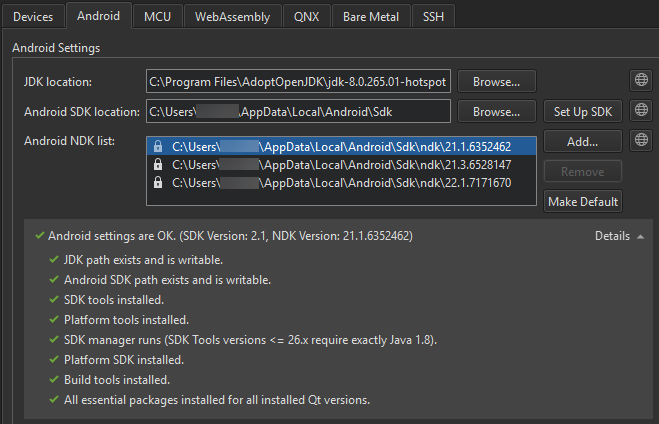 Devices Android MCU WebAssembly QNX Bare Metal SSH
Android Settings
JDK location: C:\Program Files\AdoptOpenJDK\jdk-8.0.265.01-hotspot Browse...
Android SDK location: C:\Users\ AppData\Local\Android\Sdk Browse... Set Up SDK
Android NDK list: C:\Users\ \AppData\Local\Android\Sdk\ndk\21.1.6352462 Add...
C:\Users\ \AppData\Local\Android\Sdk\ndk\21.3.6528147 Remove
C:\Users\ \AppData\Local\Android\Sdk\ndk\22.1.7171670 Make Default
Android settings are OK. (SDK Version: 2.1, NDK Version: 21.1.6352462) Details
JDK path exists and is writable.
Android SDK path exists and is writable.
SDK tools installed.
Platform tools installed.
SDK manager runs (SDK Tools versions <= 26.x require exactly Java 1.8).
Platform SDK installed.
Build tools installed.
All essential packages installed for all installed Qt versions.